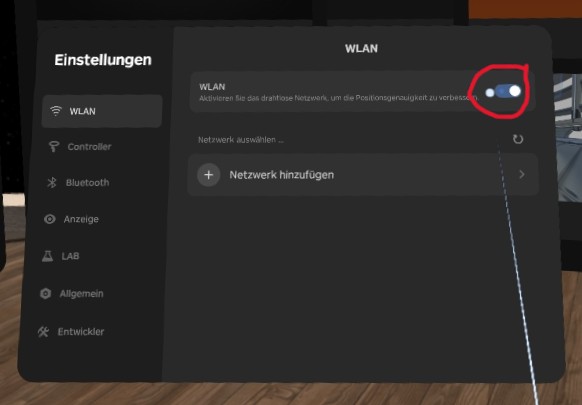 Einstellungen
WLAN
WLAN
Aktivieren Sie das drahtlose Netzwerk, um die Positionsgenauigkeit zu verbessern.
WLAN
Controller
Netzwerk auswählen ...
Netzwerk hinzufügen
Bluetooth
Anzeige
LAB
Allgemein
Entwickler